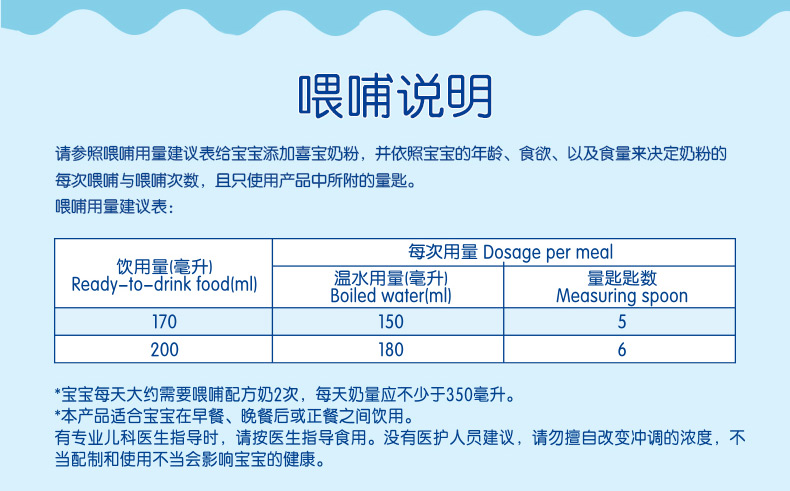 喂哺说明
请参照喂哺用量建议表给宝宝添加喜宝奶粉，并依照宝宝的年龄、食欲、以及食量来决定奶粉的
每次喂哺与喂哺次数，且只使用产品中所附的量匙。
喂哺用量建议表：
饮用量(毫升)
Ready-to-drink food(ml)
每次用量 Dosage per meal
温水用量(毫升)
Boiled water(ml)
量匙匙数
Measuring spoon
170 150 5
200 180 6
*宝宝每天大约需要喂哺配方奶2次，每天奶量应不少于350毫升。
*本产品适合宝宝在早餐、晚餐后或正餐之间饮用。
有专业儿科医生指导时，请按医生指导食用。没有医护人员建议，请勿擅自改变冲调的浓度，不
当配制和使用不当会影响宝宝的健康。